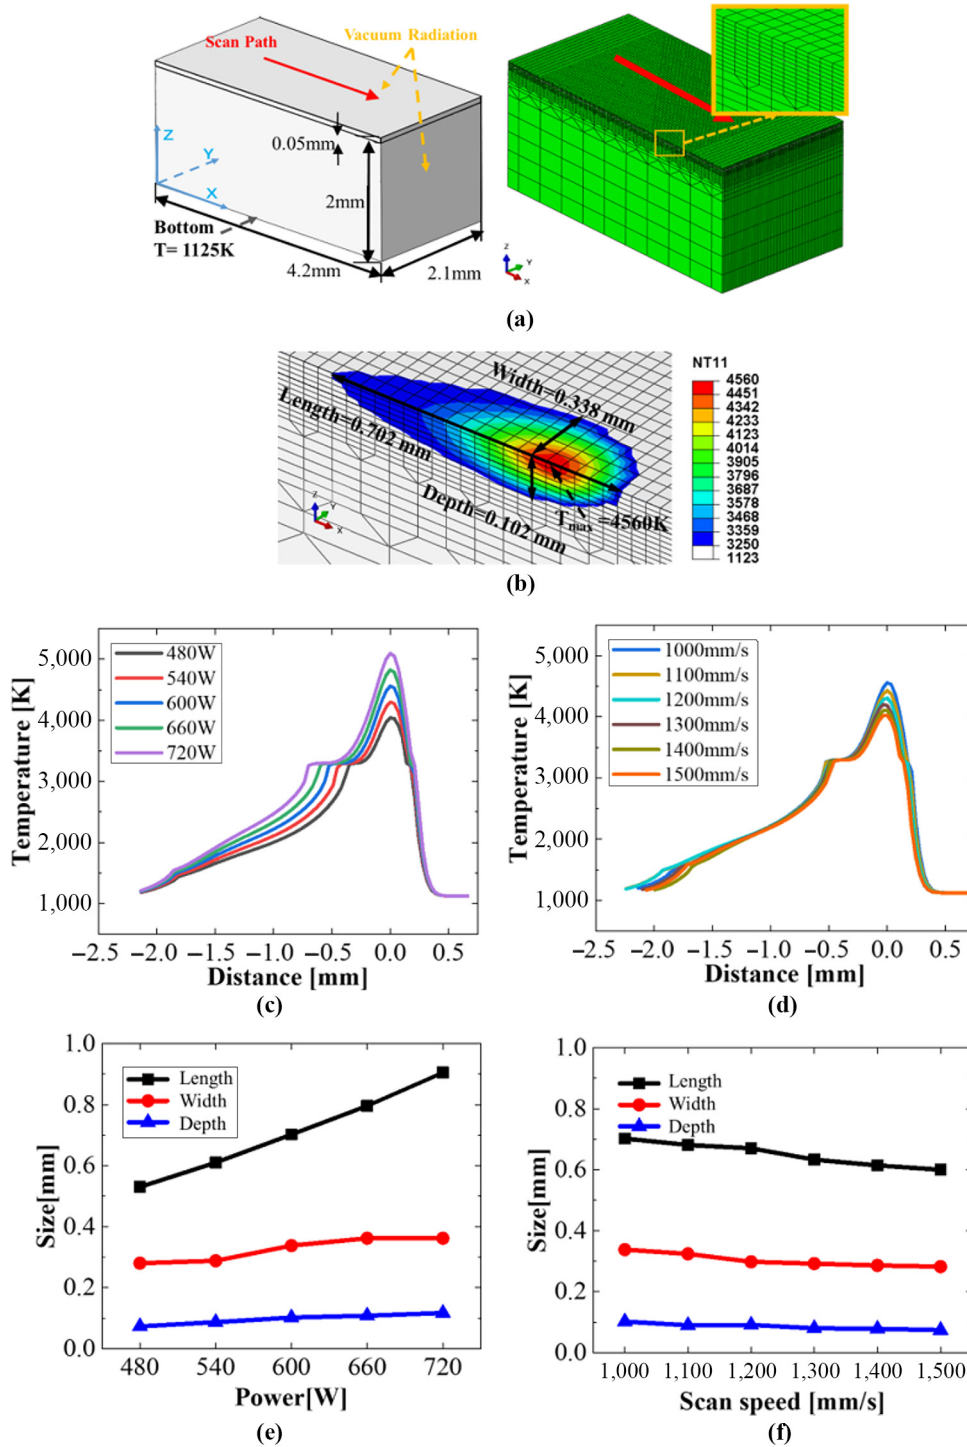 Scan Path
Vacuum Radiation
0.05mm
Z
Y
X
2mm
Bottom
T= 1125K
4.2mm
2.1mm
Z
Y
X
(a)
NT11
Width=0.338 mm
Length=0.702 mm
Depth=0.102 mm
Tmax =4560K
Z
Y
X
4560
4451
4342
4233
4123
4014
3905
3796
3687
3578
3468
3359
3250
1123
(b)
Temperature [K]
5,000
4,000
3,000
2,000
1,000
480W
540W
600W
660W
720W
−2.5 −2.0 −1.5 −1.0 −0.5 0.0 0.5
Distance [mm]
(c)
Temperature [K]
5,000
4,000
3,000
2,000
1,000
1000mm/s
1100mm/s
1200mm/s
1300mm/s
1400mm/s
1500mm/s
−2.5 −2.0 −1.5 −1.0 −0.5 0.0 0.5
Distance [mm]
(d)
Size[mm]
1.0
0.8
0.6
0.4
0.2
0.0
Length
Width
Depth
480 540 600 660 720
Power[W]
(e)
Size[mm]
1.0
0.8
0.6
0.4
0.2
0.0
Length
Width
Depth
1,000 1,100 1,200 1,300 1,400 1,500
Scan speed [mm/s]
(f)